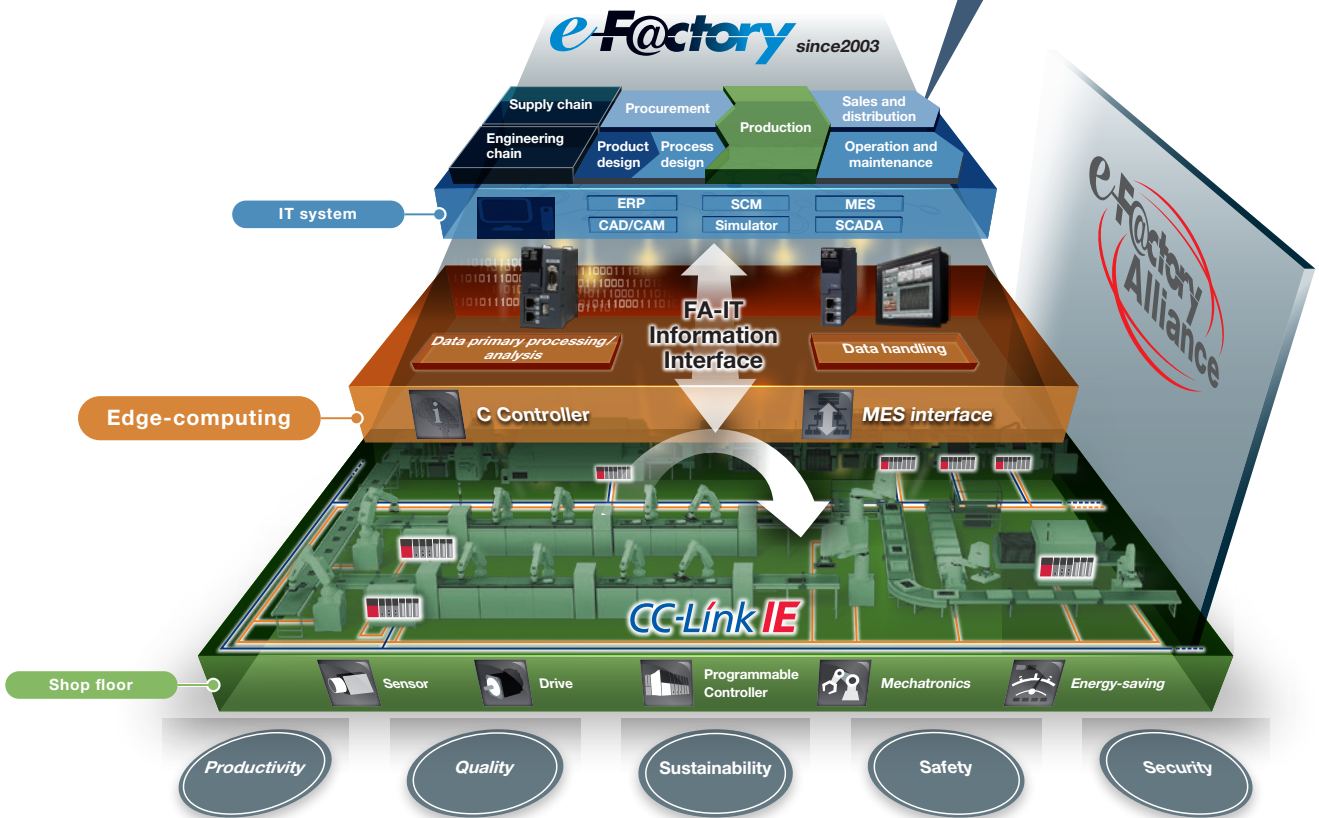 e-F@ctory since2003
Supply chain
Procurement
Production
Sales and
distribution
Engineering
chain
Product
design
Process
design
Operation and
maintenance
IT system
ERP
SCM
MES
CAD/CAM
Simulator
SCADA
e-F@ctory
Alliance
FA-IT
Information
Interface
Data primary processing/
analysis
Data handling
Edge-computing
C Controller
MES interface
CC-Link IE
Shop floor
Sensor
Drive
Programmable
Controller
Mechatronics
Energy-saving
Productivity
Quality
Sustainability
Safety
Security